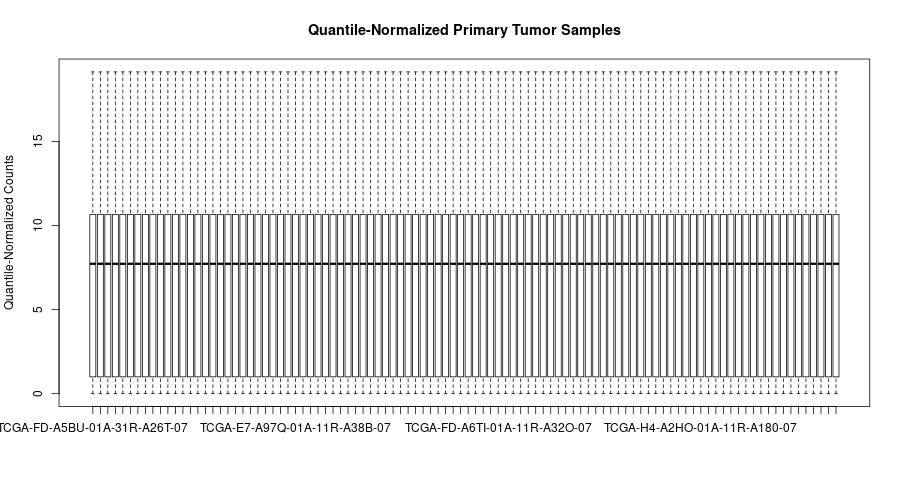 Quantile-Normalized Primary Tumor Samples
Quantile-Normalized Counts
15
10
5
0
TCGA-FD-A5BU-01A-31R-A26T-07 TCGA-E7-A97Q-01A-11R-A38B-07 TCGA-FD-A6TI-01A-11R-A32O-07 TCGA-H4-A2HO-01A-11R-A180-07